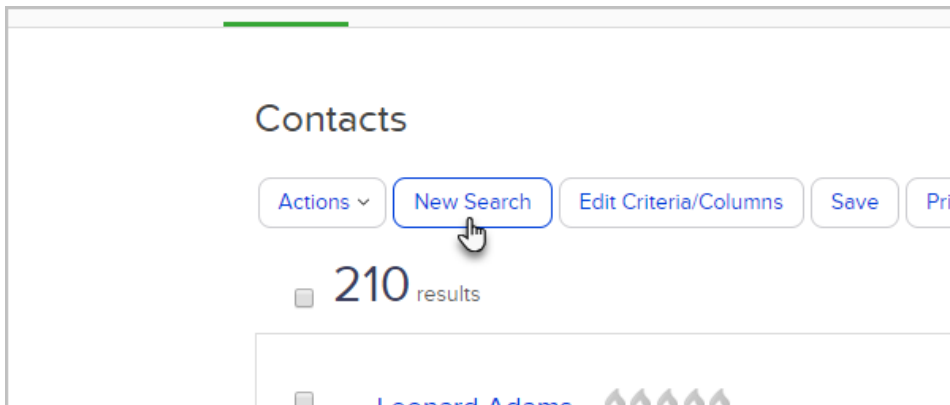 Contacts
Actions New Search Edit Criteria/Columns Save
210 results
Leonard Adams